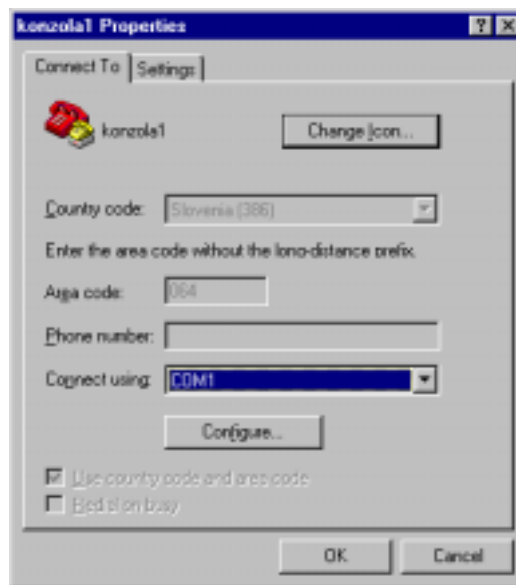 konzola1 Properties
Connect To
Settings
konzola1
Change Icon...
Country code:
Slovenia (386)
Enter the area code without the long-distance prefix.
Area code:
064
Phone number:
Connect using:
COM1
Configure...
Use country code and area code
Redial on busy
OK
Cancel